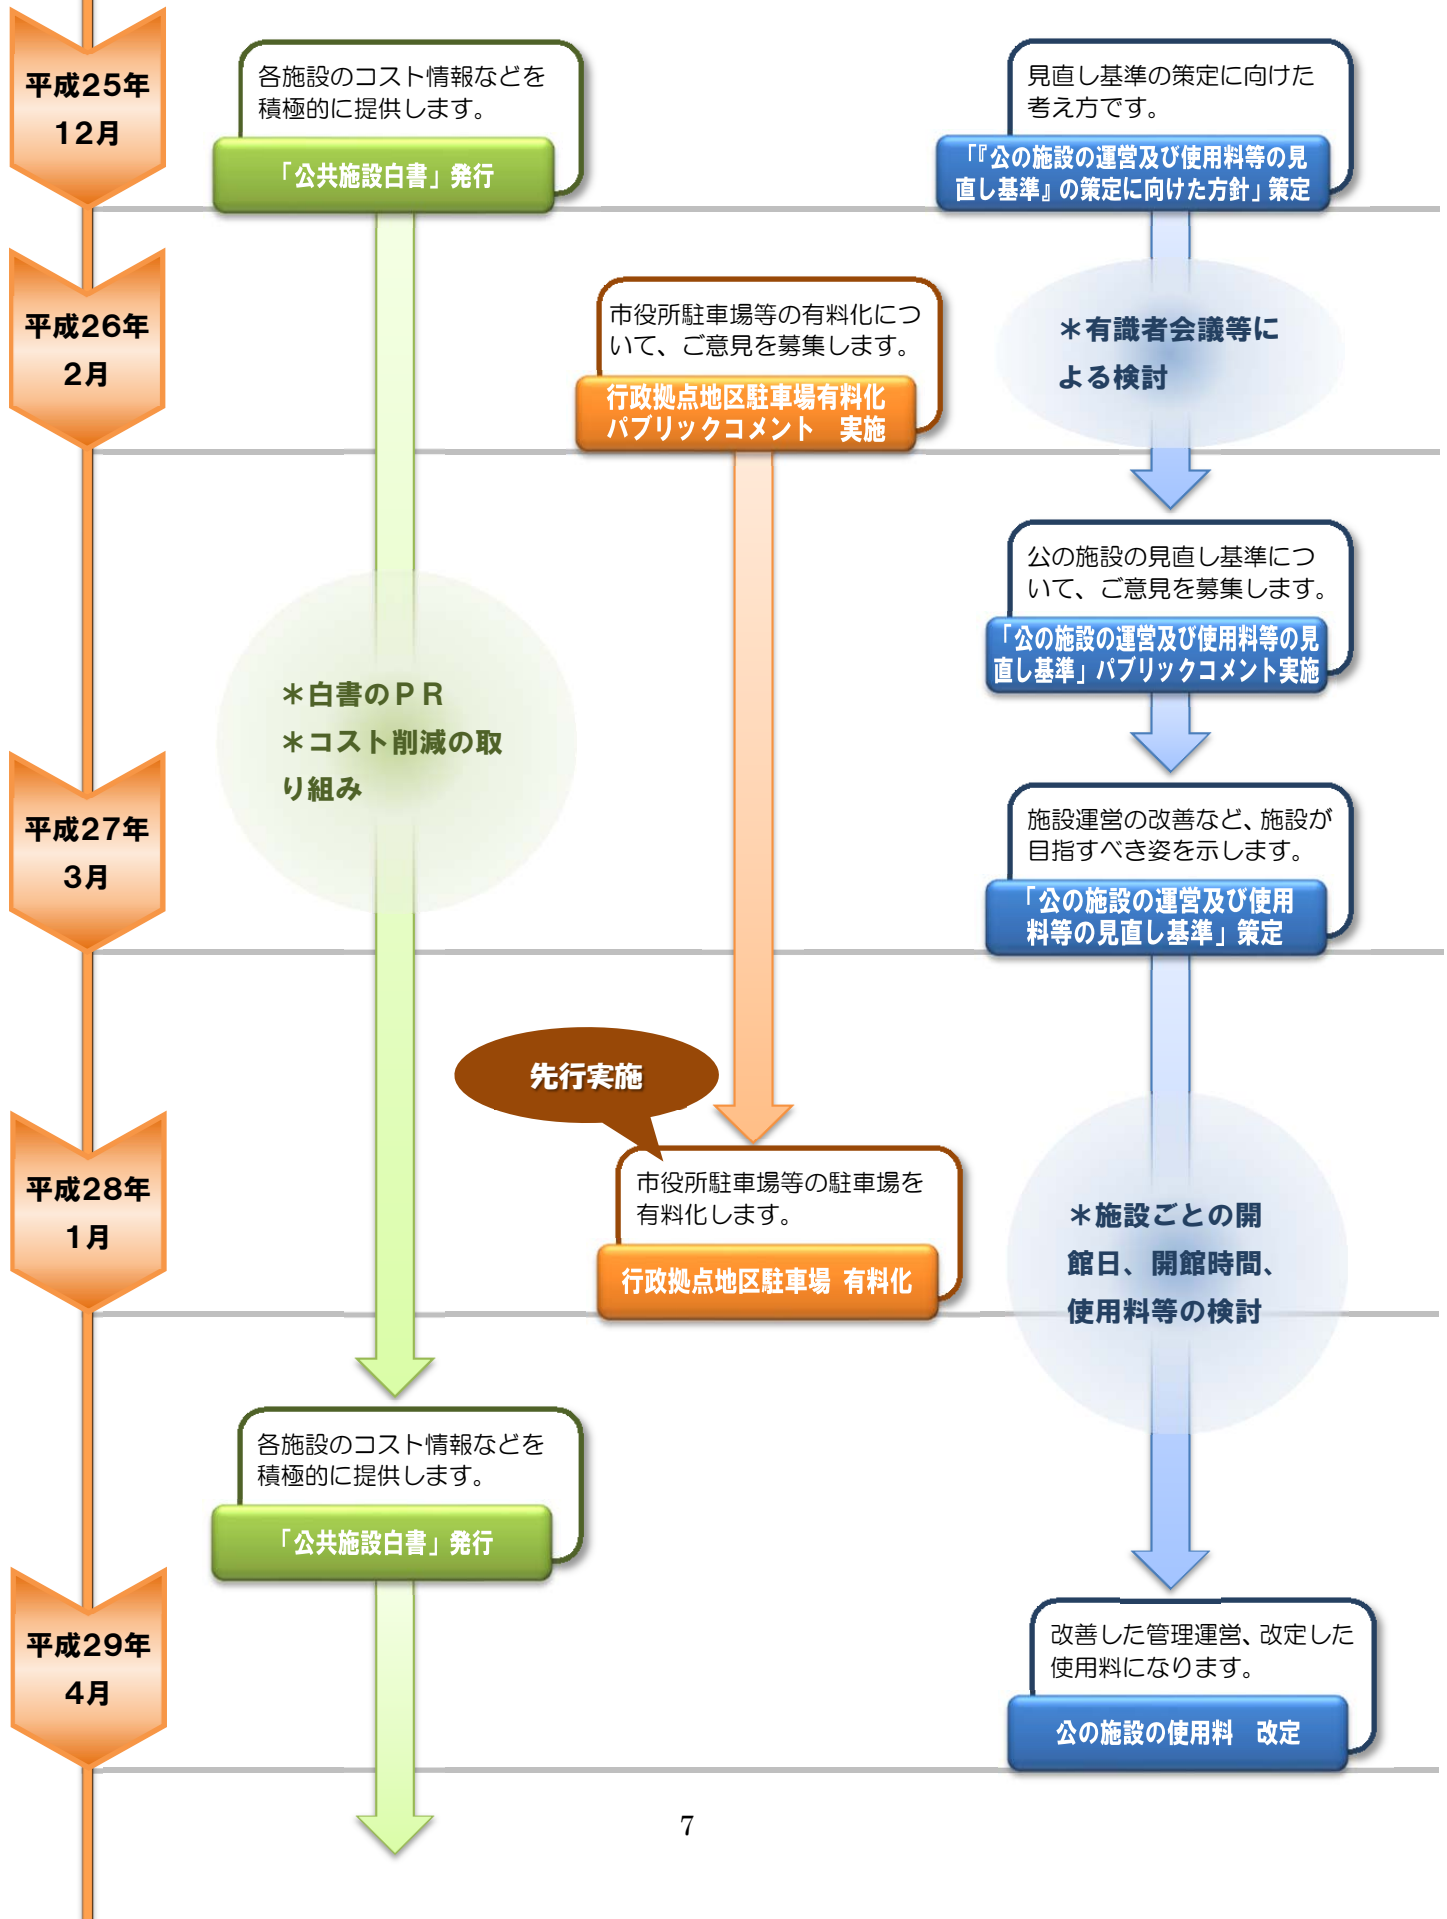 平成25年
12月
各施設のコスト情報などを
積極的に提供します。
「公共施設白書」発行
見直し基準の策定に向けた
考え方です。
「『公の施設の運営及び使用料等の見
直し基準』の策定に向けた方針」策定
平成26年
2月
市役所駐車場等の有料化につ
いて、ご意見を募集します。
行政拠点地区駐車場有料化
パブリックコメント　実施
＊有識者会議等に
よる検討
公の施設の見直し基準につ
いて、ご意見を募集します。
「公の施設の運営及び使用料等の見
直し基準」パブリックコメント実施
＊白書のＰＲ
＊コスト削減の取
り組み
平成27年
3月
施設運営の改善など、施設が
目指すべき姿を示します。
「公の施設の運営及び使用
料等の見直し基準」策定
先行実施
平成28年
1月
市役所駐車場等の駐車場を
有料化します。
行政拠点地区駐車場 有料化
＊施設ごとの開
館日、開館時間、
使用料等の検討
各施設のコスト情報などを
積極的に提供します。
「公共施設白書」発行
平成29年
4月
改善した管理運営、改定した
使用料になります。
公の施設の使用料　改定
7